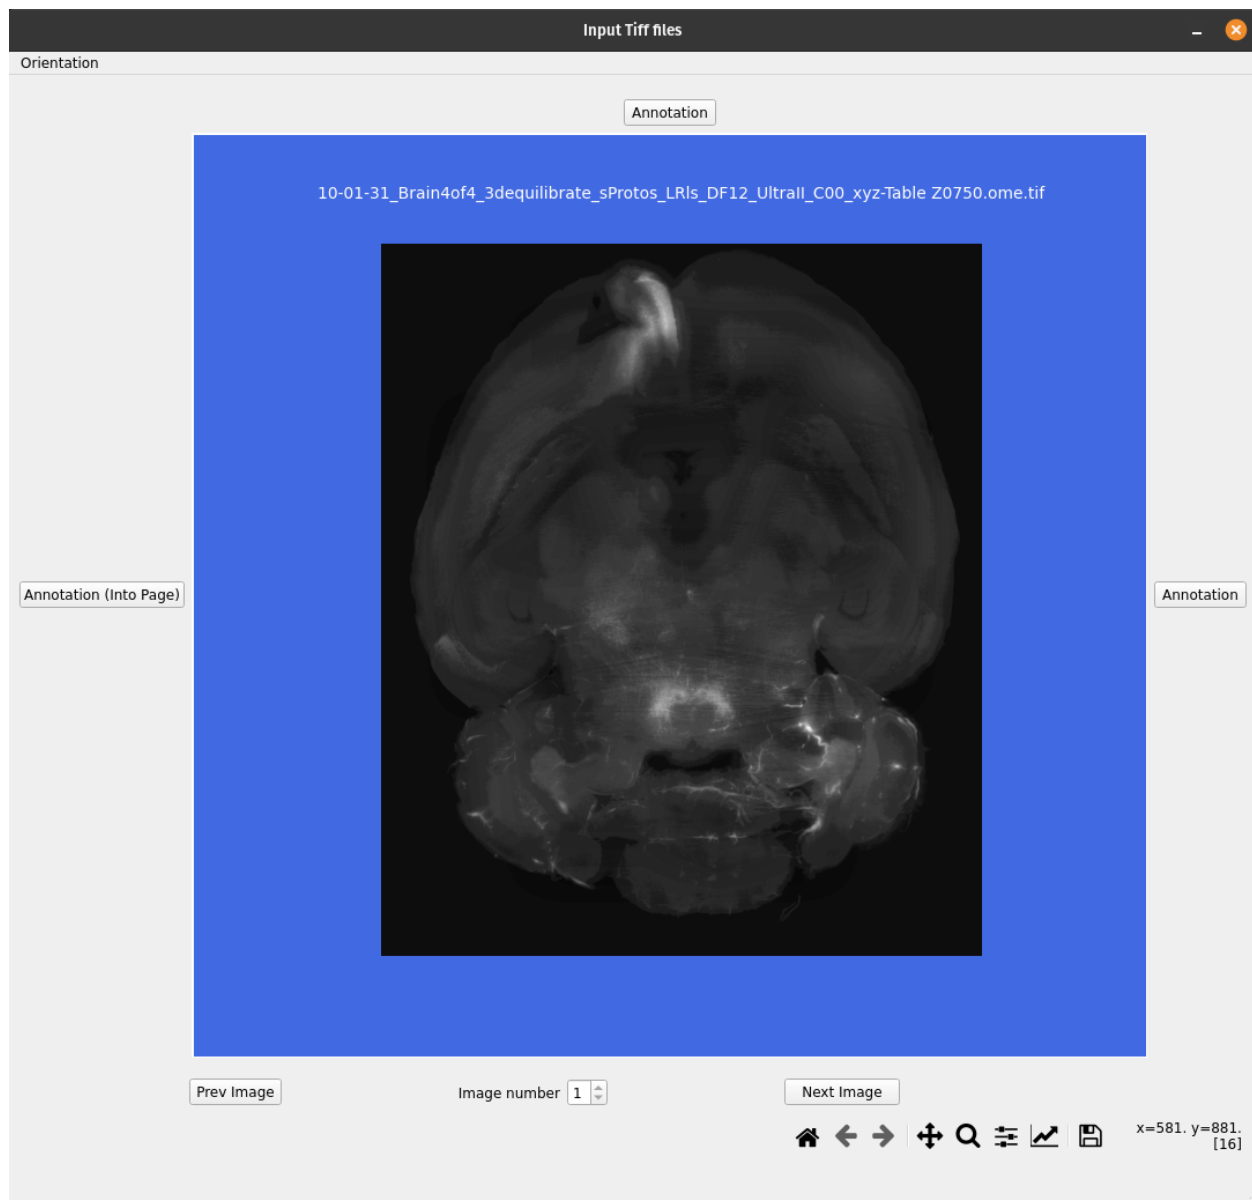 Input Tiff files
Orientation
Annotation
10-01-31_Brain4of4_3dequilibrate_sProtos_LRls_DF12_UltraII_C00_xyz-Table Z0750.ome.tif
Annotation (Into Page)
Annotation
Prev Image
Image number 1
Next Image
x=581. y=881.
[16]